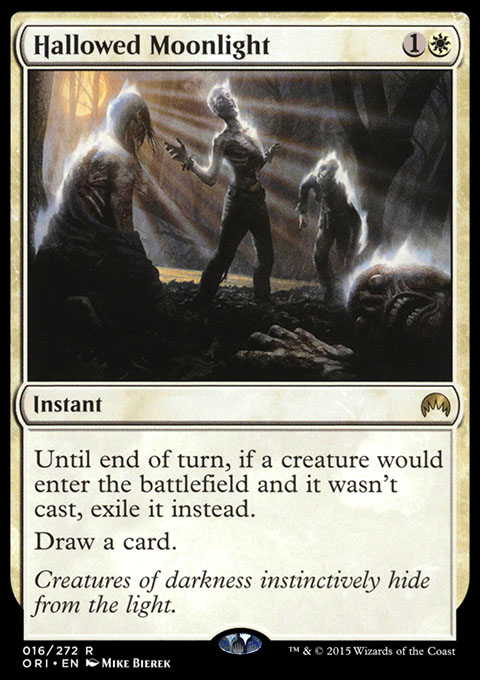 Hallowed Moonlight 1
Instant
Until end of turn, if a creature would
enter the battlefield and it wasn't
cast, exile it instead.
Draw a card.
Creatures of darkness instinctively hide
from the light.
016/272 R
ORI • EN Mike Bierek
™ & © 2015 Wizards of the Coast